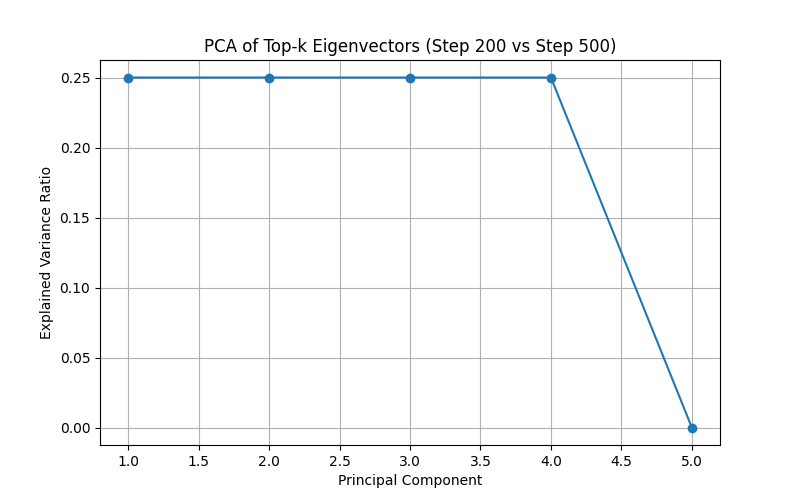 PCA of Top-k Eigenvectors (Step 200 vs Step 500)
Explained Variance Ratio
0.25
0.20
0.15
0.10
0.05
0.00
1.0 1.5 2.0 2.5 3.0 3.5 4.0 4.5 5.0
Principal Component